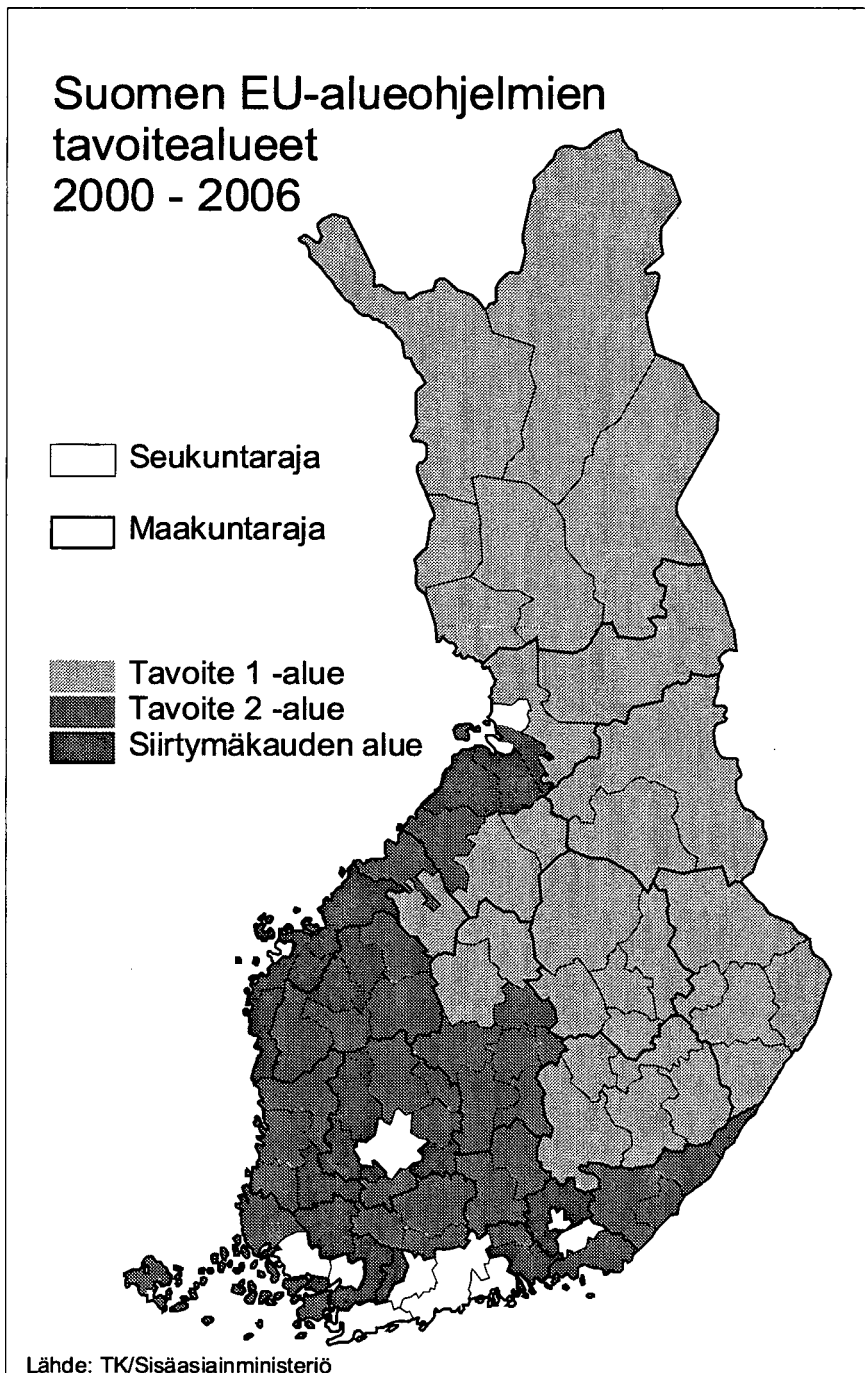 Suomen EU-alueohjelmien
tavoitealueet
2000 - 2006
Seukuntaraja
Maakuntaraja
Tavoite 1 -alue
Tavoite 2 -alue
Siirtymäkauden alue
Lähde: TK/Sisäasiainministeriö